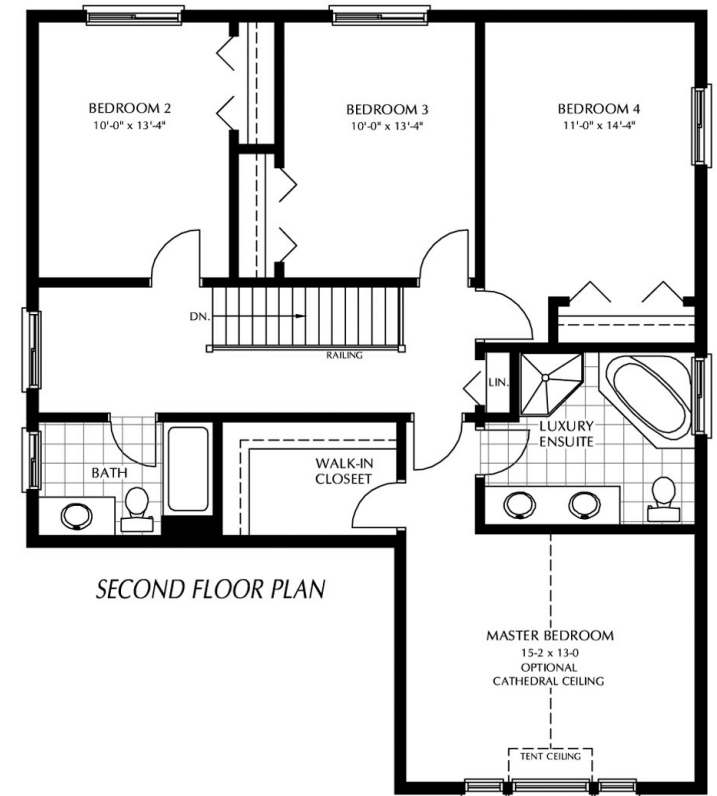 BEDROOM 2
10'-0" x 13'-4"
BEDROOM 3
10'-0" x 13'-4"
BEDROOM 4
11'-0" x 14'-4"
DN.
RAILING
LIN.
LUXURY
ENSUITE
BATH
WALK-IN
CLOSET
SECOND FLOOR PLAN
MASTER BEDROOM
15-2 x 13-0
OPTIONAL
CATHEDRAL CEILING
TENT CEILING